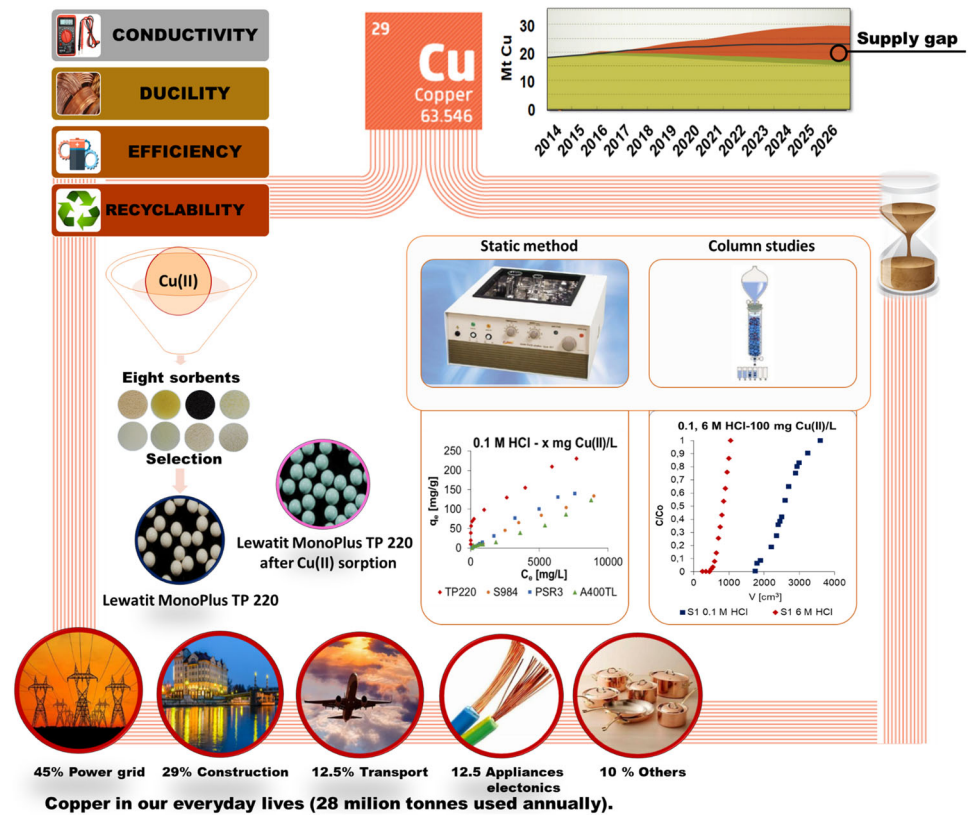 CONDUCTIVITY
DUCILITY
EFFICIENCY
RECYCLABILITY
29
Cu
Copper
63.546
Mt Cu
30
20
10
0
2014
2015
2016
2017
2018
2019
2020
2021
2022
2023
2024
2025
2026
Supply gap
Cu(II)
Eight sorbents
Selection
Lewatit MonoPlus TP 220
Lewatit MonoPlus TP 220
after Cu(II) sorption
Static method
Column studies
0.1 M HCl - x mg Cu(II)/L
qe [mg/g]
250
200
150
100
50
0
0 5000 10000
Ce [mg/L]
TP220 S984 PSR3 A400TL
0.1, 6 M HCl-100 mg Cu(II)/L
C/Co
1
0,9
0,8
0,7
0,6
0,5
0,4
0,3
0,2
0,1
0
0 1000 2000 3000 4000
V [cm³]
S1 0.1 M HCl S1 6 M HCl
45% Power grid
29% Construction
12.5% Transport
12.5 Appliances
electonics
10 % Others
Copper in our everyday lives (28 milion tonnes used annually).